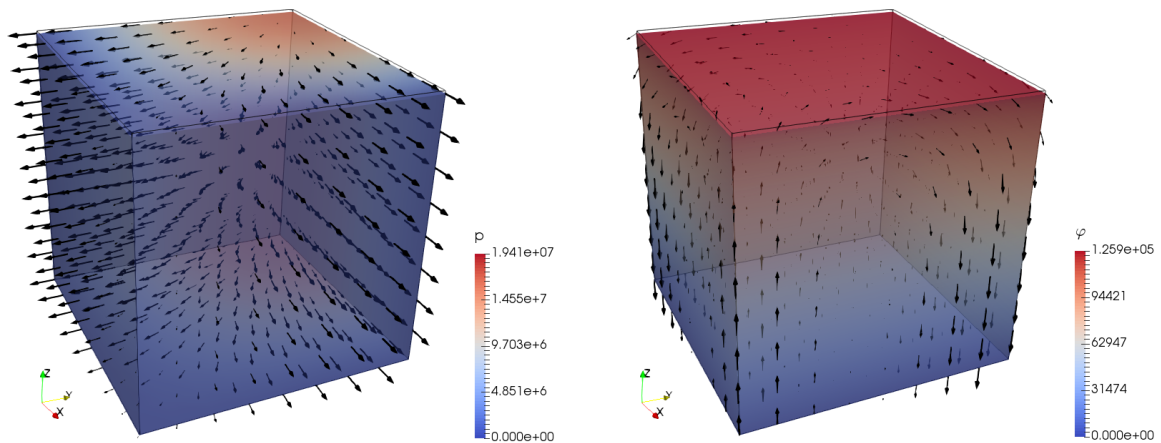 p
1.941e+07
1.455e+7
9.703e+6
4.851e+6
0.000e+00
Z
Y
X
φ
1.259e+05
94421
62947
31474
0.000e+00
Z
Y
X